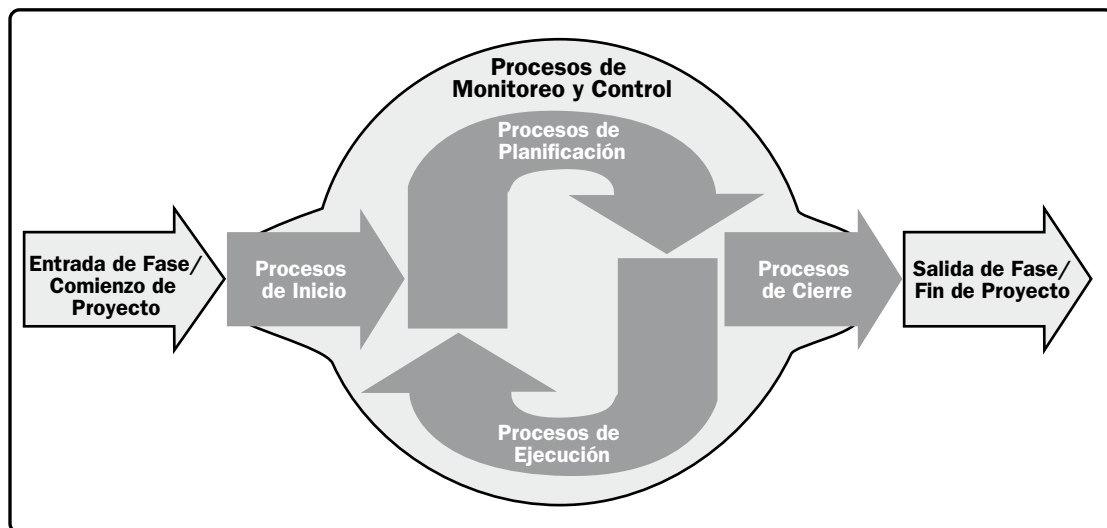 Procesos de
Monitoreo y Control
Procesos de
Planificación
Entrada de Fase/
Comienzo de
Proyecto
Procesos
de Inicio
Procesos
de Cierre
Salida de Fase/
Fin de Proyecto
Procesos de
Ejecución